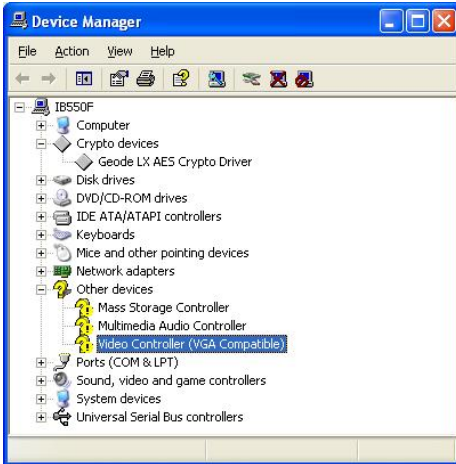 Device Manager
File Action View Help
IB550F
Computer
Crypto devices
Geode LX AES Crypto Driver
Disk drives
DVD/CD-ROM drives
IDE ATA/ATAPI controllers
Keyboards
Mice and other pointing devices
Network adapters
Other devices
Mass Storage Controller
Multimedia Audio Controller
Video Controller (VGA Compatible)
Ports (COM & LPT)
Sound, video and game controllers
System devices
Universal Serial Bus controllers